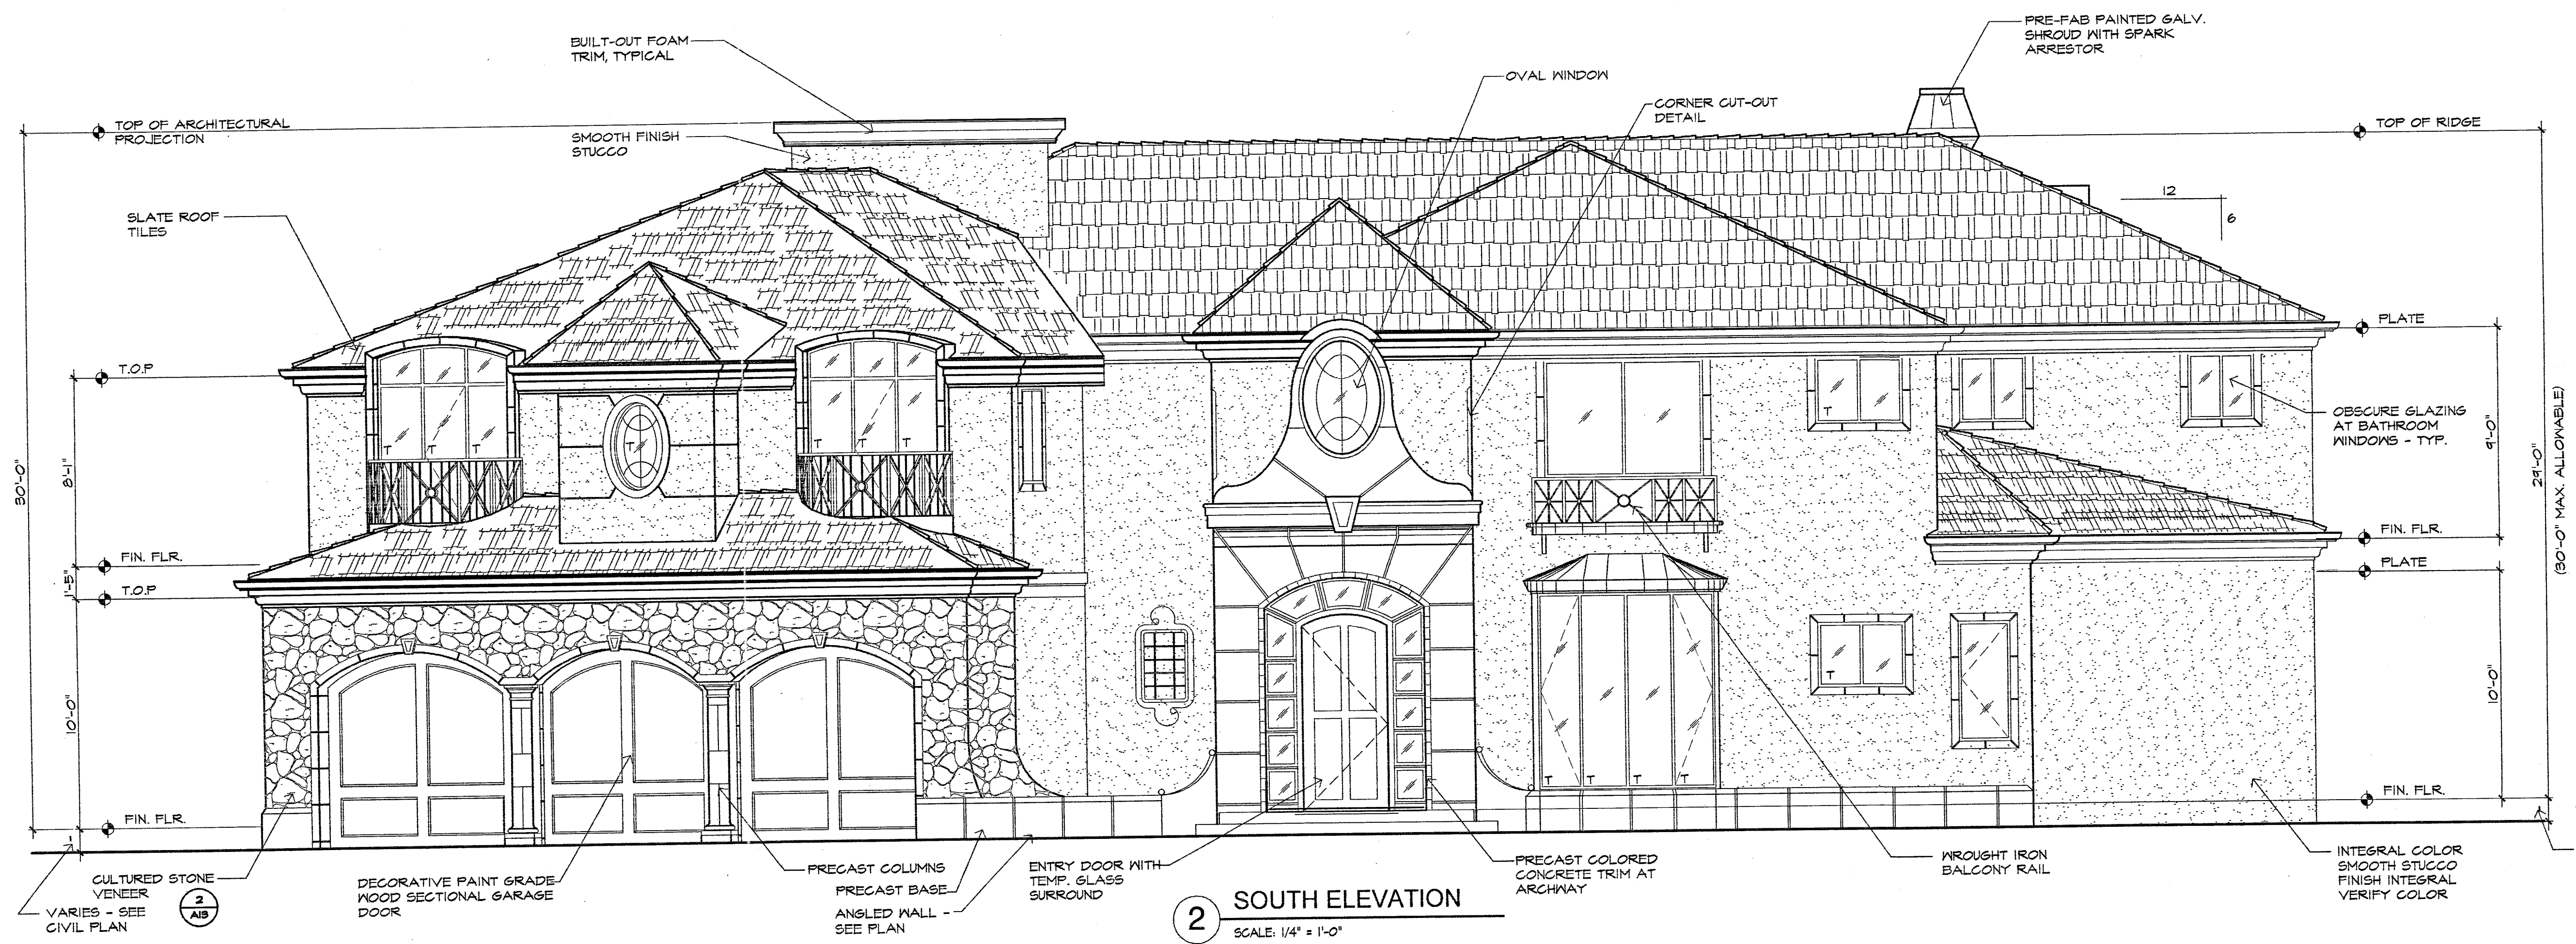 PRE-FAB PAINTED GALV.
SHROUD WITH SPARK
ARRESTOR
BUILT-OUT FOAM
TRIM, TYPICAL
OVAL WINDOW
CORNER CUT-OUT
DETAIL
TOP OF ARCHITECTURAL
PROJECTION
SMOOTH FINISH
STUCCO
TOP OF RIDGE
12
6
SLATE ROOF
TILES
PLATE
T.O.P
OBSCURE GLAZING
AT BATHROOM
WINDOWS - TYP.
30'-0"
8'-1"
9'-0"
29'-0"
(30'-0" MAX. ALLOWABLE)
T
T T T
T
T T T
T
FIN. FLR.
FIN. FLR.
1'-5"
T.O.P
PLATE
10'-0"
10'-0"
T
T T T T
FIN. FLR.
FIN. FLR.
CULTURED STONE
VENEER
2
A15
VARIES - SEE
CIVIL PLAN
DECORATIVE PAINT GRADE
WOOD SECTIONAL GARAGE
DOOR
PRECAST COLUMNS
PRECAST BASE
ANGLED WALL -
SEE PLAN
ENTRY DOOR WITH
TEMP. GLASS
SURROUND
PRECAST COLORED
CONCRETE TRIM AT
ARCHWAY
WROUGHT IRON
BALCONY RAIL
INTEGRAL COLOR
SMOOTH STUCCO
FINISH INTEGRAL
VERIFY COLOR
2
SOUTH ELEVATION
SCALE: 1/4" = 1'-0"